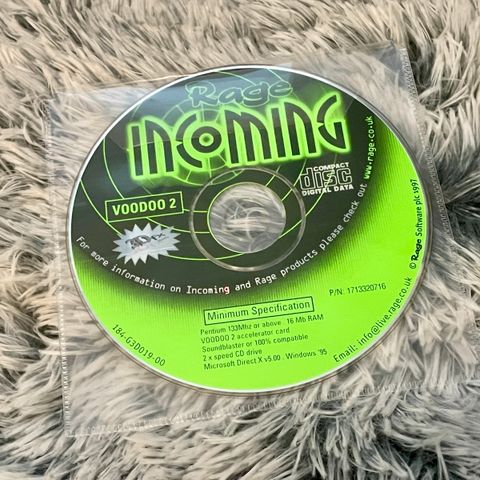 Rage
INCOMING
COMPACT
disc
DIGITAL DATA
VOODOO 2
For more information on Incoming and Rage products please check out www.rage.co.uk
© Rage Software plc 1997
Minimum Specification
P/N: 1713320716
Pentium 133Mhz or above 16 Mb RAM
VOODOO 2 accelerator card
Soundblaster or 100% compatible
2 x speed CD drive
Microsoft Direct X v5.00 . Windows '95
Email: info@live.rage.co.uk
184-G3D019-00